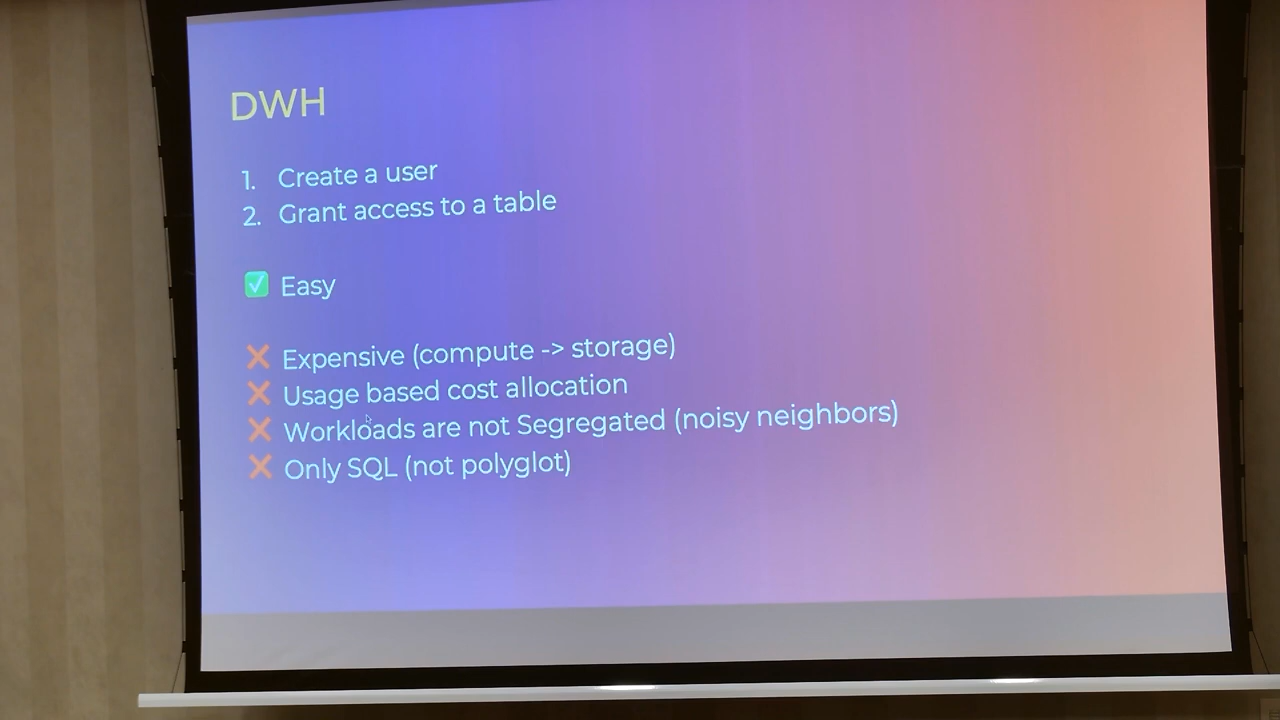 DWH
1. Create a user
2. Grant access to a table
✅ Easy
❌ Expensive (compute -> storage)
❌ Usage based cost allocation
❌ Workloads are not Segregated (noisy neighbors)
❌ Only SQL (not polyglot)